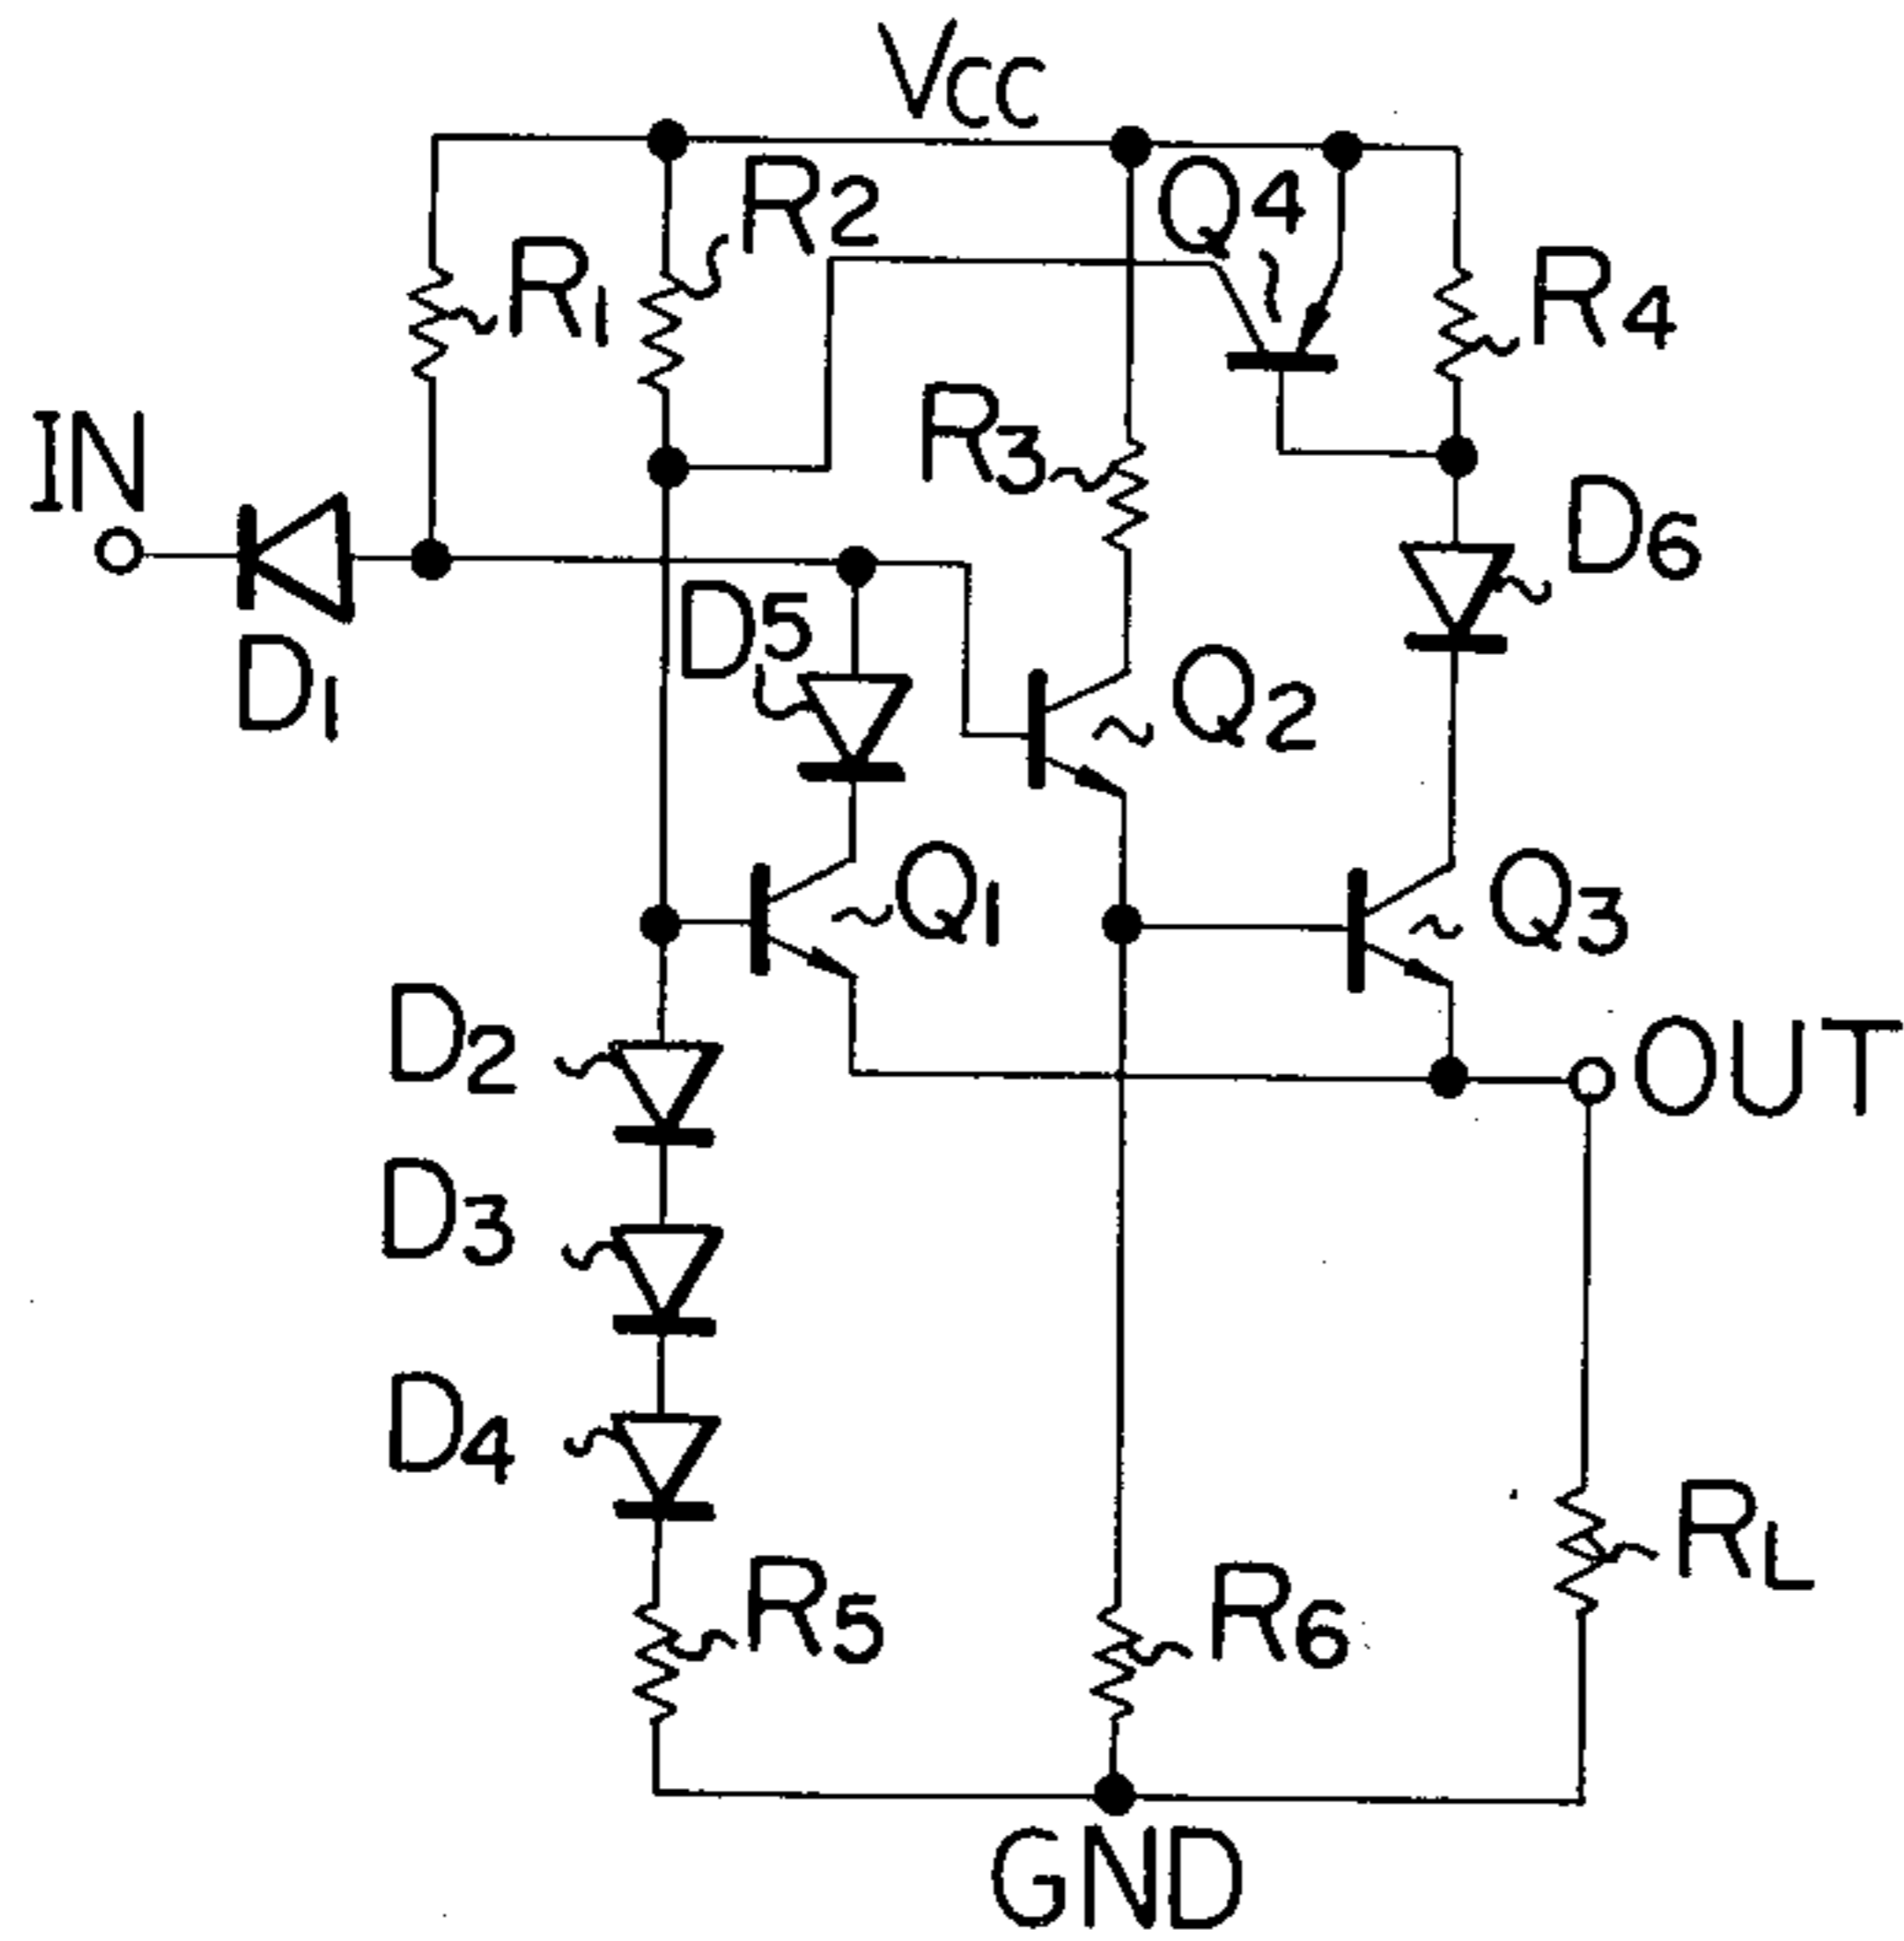 VCC
R2
Q4
R1
R4
R3
IN
D6
D5
D1
Q2
Q1
Q3
D2
OUT
D3
D4
RL
R5
R6
GND